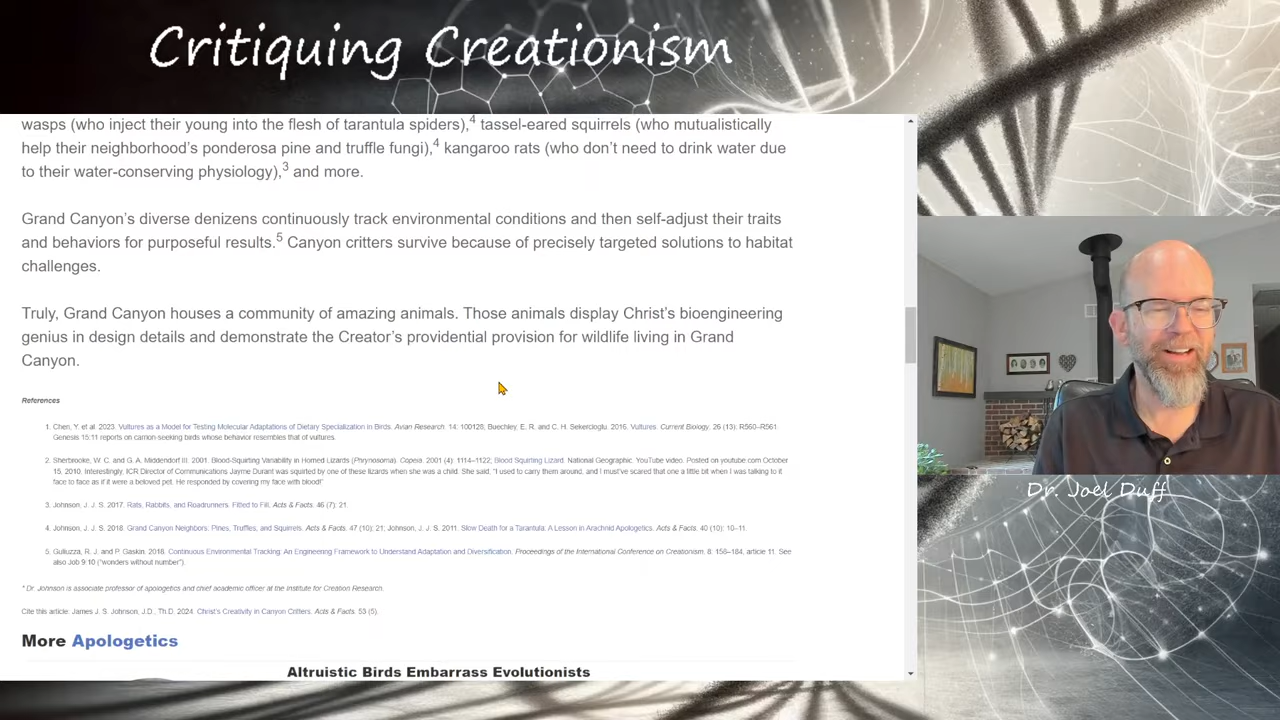 Critiquing Creationism
wasps (who inject their young into the flesh of tarantula spiders),4 tassel-eared squirrels (who mutualistically
help their neighborhood's ponderosa pine and truffle fungi),4 kangaroo rats (who don't need to drink water due
to their water-conserving physiology),3 and more.
Grand Canyon's diverse denizens continuously track environmental conditions and then self-adjust their traits
and behaviors for purposeful results.5 Canyon critters survive because of precisely targeted solutions to habitat
challenges.
Truly, Grand Canyon houses a community of amazing animals. Those animals display Christ's bioengineering
genius in design details and demonstrate the Creator's providential provision for wildlife living in Grand
Canyon.
References
1. Chen, Y. et al. 2023. Vultures as a Model for Testing Molecular Adaptations of Dietary Specialization in Birds. Avian Research. 14: 100128; Buechley, E. R. and C. H. Sekercioglu. 2016. Vultures. Current Biology. 26 (13): R560–R561.
Genesis 15:11 reports on carrion-seeking birds whose behavior resembles that of vultures.
2. Sherbrooke, W. C. and G. A. Middendorf III. 2001. Blood-Squirting Variability in Horned Lizards (Phrynosoma). Copeia. 2001 (4): 1114–1122; Blood Squirting Lizard. National Geographic. YouTube video. Posted on youtube.com October
15, 2010. Interestingly, ICR Director of Communications Jayme Durant was squirted by one of these lizards when she was a child. She said, "I used to carry them around, and I must've scared that one a little bit when I was talking to it
face to face as if it were a beloved pet. He responded by covering my face with blood!"
3. Johnson, J. J. S. 2017. Rats, Rabbits, and Roadrunners: Fitted to Fill. Acts & Facts. 46 (7): 21.
4. Johnson, J. J. S. 2018. Grand Canyon Neighbors: Pines, Truffles, and Squirrels. Acts & Facts. 47 (10): 21; Johnson, J. J. S. 2011. Slow Death for a Tarantula: A Lesson in Arachnid Apologetics. Acts & Facts. 40 (10): 10–11.
5. Guliuzza, R. J. and P. Gaskin. 2018. Continuous Environmental Tracking: An Engineering Framework to Understand Adaptation and Diversification. Proceedings of the International Conference on Creationism. 8: 158–184, article 11. See
also Job 9:10 ("wonders without number").
* Dr. Johnson is associate professor of apologetics and chief academic officer at the Institute for Creation Research.
Cite this article: James J. S. Johnson, J.D., Th.D. 2024. Christ's Creativity in Canyon Critters. Acts & Facts. 53 (5).
More Apologetics
Altruistic Birds Embarrass Evolutionists
Dr. Joel Duff